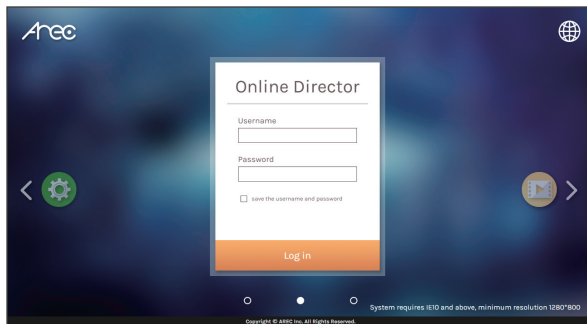 Arec
Online Director
Username
Password
save the username and password
Log in
System requires IE10 and above, minimum resolution 1280*800
Copyright © AREC Inc. All Rights Reserved.